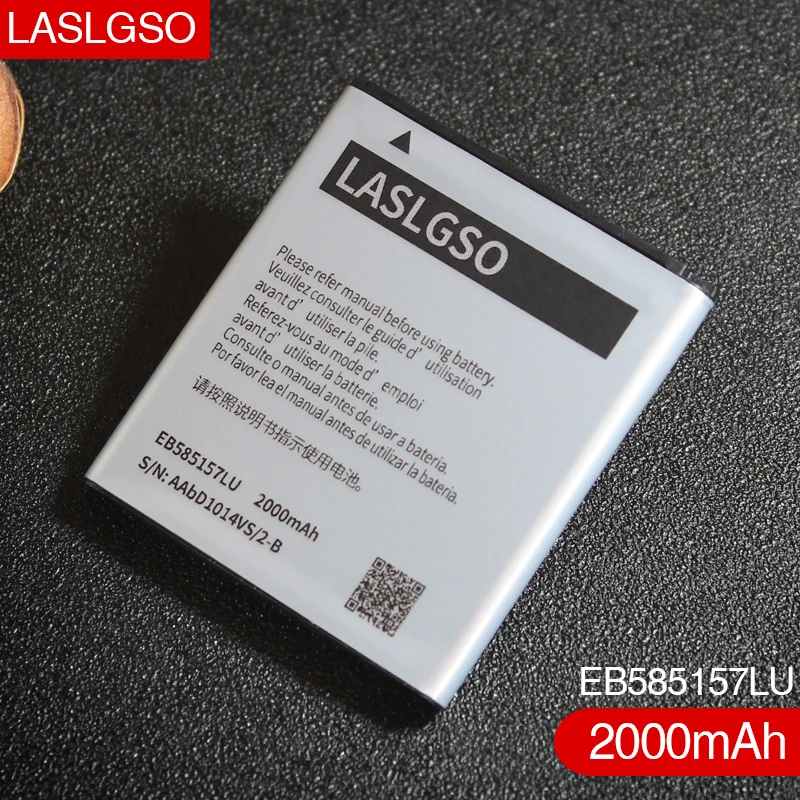 LASLGSO
LASLGSO
Please refer manual before using battery.
Veuillez consulter le guide d' utilisation
avant d' utiliser la pile.
Referez-vous au mode d' emploi
avant d' utiliser la batterie.
Consulte o manual antes de usar a bateria.
Por favor lea el manual antes de utilizar la batería.
请按照说明书指示使用电池。
EB585157LU 2000mAh
S/N: AAbD1014VS/2-B
EB585157LU
2000mAh